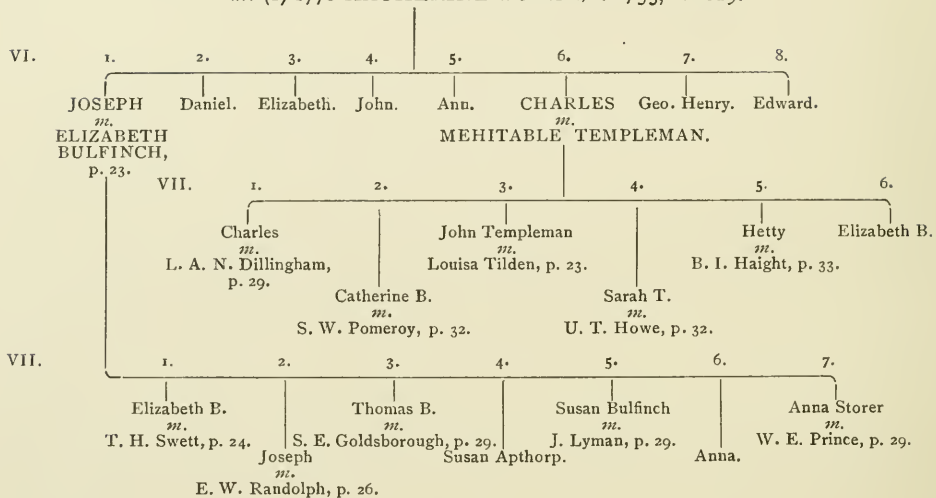 VI. 1. 2. 3. 4. 5. 6. 7. 8.
JOSEPH Daniel. Elizabeth. John. Ann. CHARLES Geo. Henry. Edward.
m. m.
ELIZABETH MEHITABLE TEMPLEMAN.
BULFINCH,
p. 23.
VII. 1. 2. 3. 4. 5. 6.
Charles John Templeman Hetty Elizabeth B.
m. m. m.
L. A. N. Dillingham, Louisa Tilden, p. 23. B. I. Haight, p. 33.
p. 29.
Catherine B. Sarah T.
m. m.
S. W. Pomeroy, p. 32. U. T. Howe, p. 32.
VII. 1. 2. 3. 4. 5. 6. 7.
Elizabeth B. Thomas B. Susan Bulfinch Anna Storer
m. m. m. m.
T. H. Swett, p. 24. S. E. Goldsborough, p. 29. J. Lyman, p. 29. W. E. Prince, p. 29.
Joseph Susan Apthorp. Anna.
m.
E. W. Randolph, p. 26.